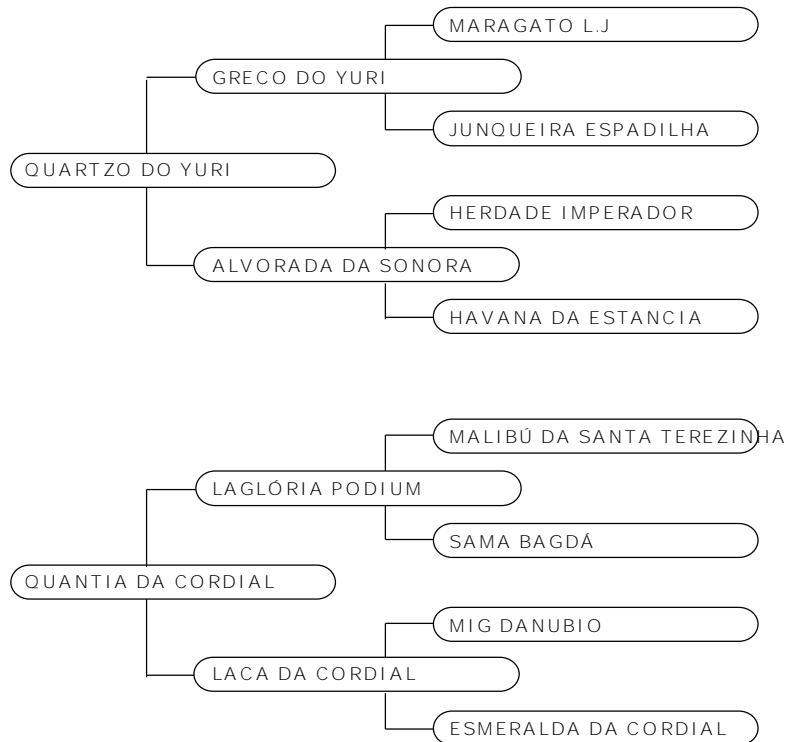 MARAGATO L.J
GRECO DO YURI
JUNQUEIRA ESPADILHA
QUARTZO DO YURI
HERDADE IMPERADOR
ALVORADA DA SONORA
HAVANA DA ESTANCIA
MALIBÚ DA SANTA TEREZINHA
LAGLÓRIA PODIUM
SAMA BAGDÁ
QUANTIA DA CORDIAL
MIG DANUBIO
LACA DA CORDIAL
ESMERALDA DA CORDIAL